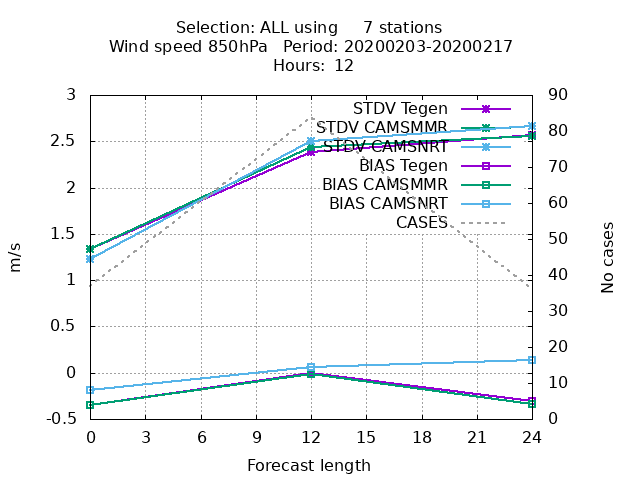 Selection: ALL using     7 stations
Wind speed 850hPa   Period: 20200203-20200217
Hours: 12
3
2.5
2
1.5
1
0.5
0
-0.5
m/s
90
80
70
60
50
40
30
20
10
0
No cases
STDV Tegen
STDV CAMSMMR
STDV CAMSNRT
BIAS Tegen
BIAS CAMSMMR
BIAS CAMSNRT
CASES
0 3 6 9 12 15 18 21 24
Forecast length